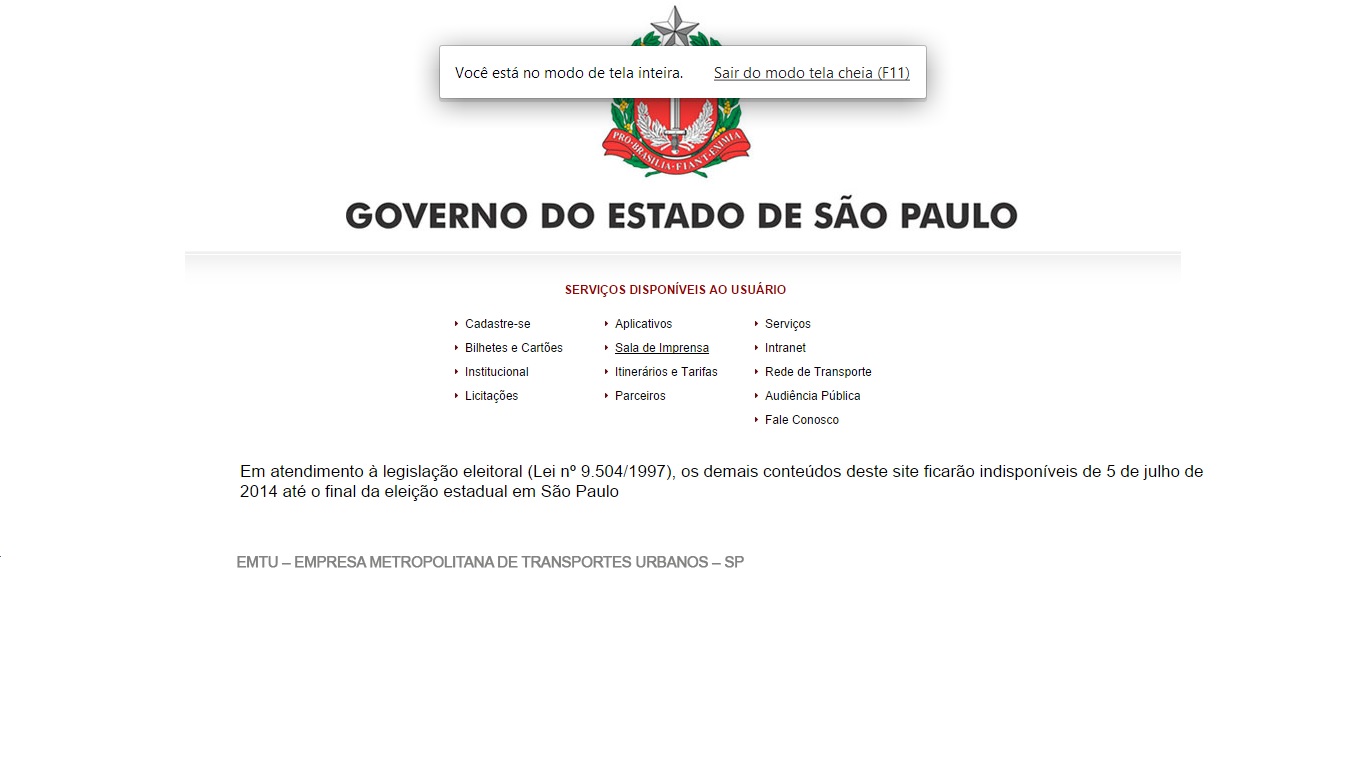 Você está no modo de tela inteira. Sair do modo tela cheia (F11)
PRO·BRASILIA·FIANT·EXIMIA
GOVERNO DO ESTADO DE SÃO PAULO
SERVIÇOS DISPONÍVEIS AO USUÁRIO
Cadastre-se
Bilhetes e Cartões
Institucional
Licitações
Aplicativos
Sala de Imprensa
Itinerários e Tarifas
Parceiros
Serviços
Intranet
Rede de Transporte
Audiência Pública
Fale Conosco
Em atendimento à legislação eleitoral (Lei nº 9.504/1997), os demais conteúdos deste site ficarão indisponíveis de 5 de julho de
2014 até o final da eleição estadual em São Paulo
EMTU – EMPRESA METROPOLITANA DE TRANSPORTES URBANOS – SP